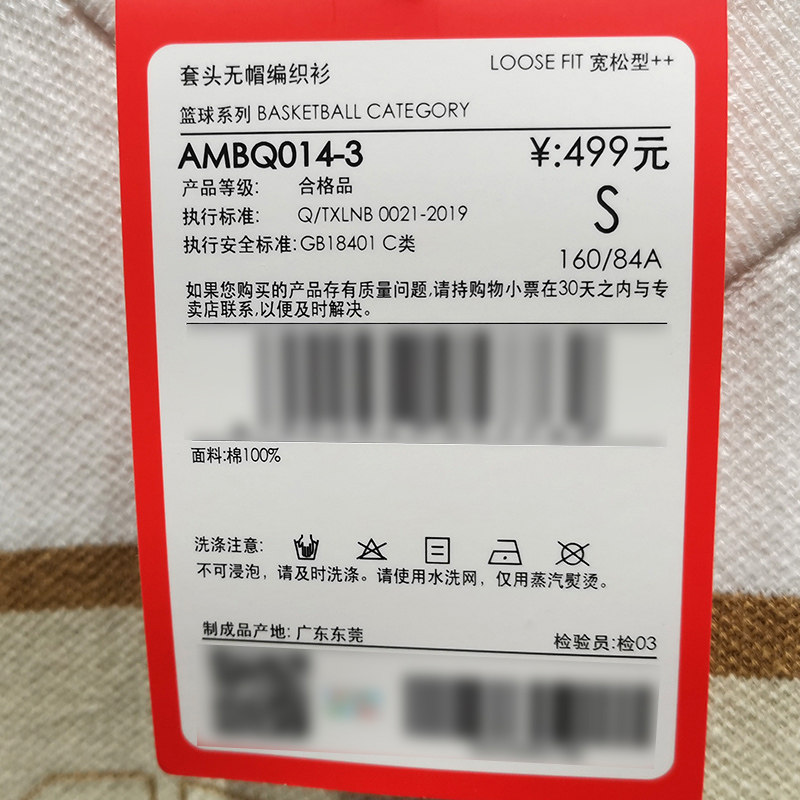 套头无帽编织衫
LOOSE FIT 宽松型++
篮球系列 BASKETBALL CATEGORY
AMBQ014-3
¥:499元
产品等级: 合格品
S
执行标准: Q/TXLNB 0021-2019
执行安全标准:GB18401 C类
160/84A
如果您购买的产品存有质量问题,请持购物小票在30天之内与专
卖店联系,以便及时解决。
面料:棉100%
洗涤注意:
不可浸泡，请及时洗涤。请使用水洗网，仅用蒸汽熨烫。
制成品产地: 广东东莞
检验员:检03